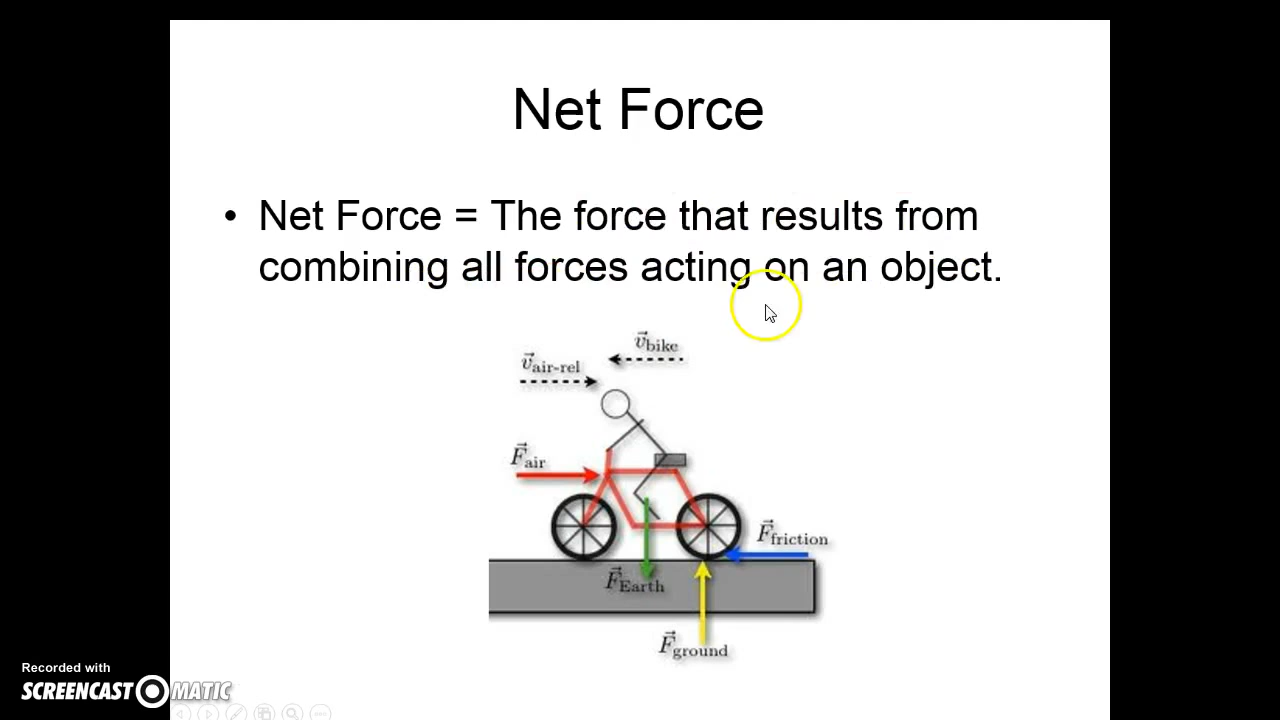 Net Force
• Net Force = The force that results from
combining all forces acting on an object.
v⃗bike
v⃗air-rel
F⃗air
F⃗friction
F⃗Earth
F⃗ground
Recorded with
SCREENCAST MATIC